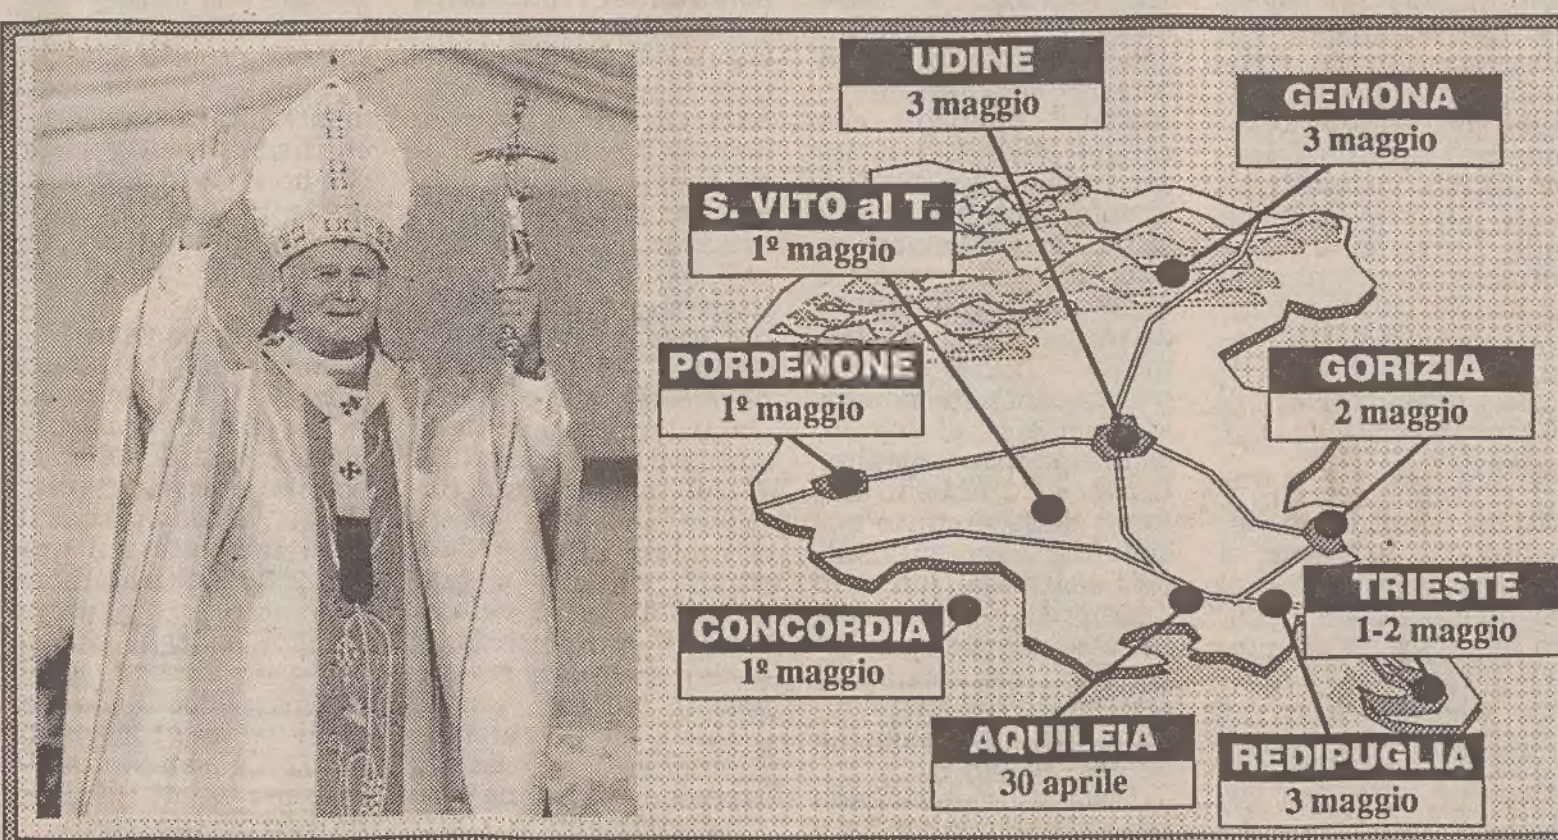 UDINE
3 maggio
GEMONA
3 maggio
S. VITO al T.
1º maggio
PORDENONE
1º maggio
GORIZIA
2 maggio
TRIESTE
1-2 maggio
CONCORDIA
1º maggio
AQUILEIA
30 aprile
REDIPUGLIA
3 maggio